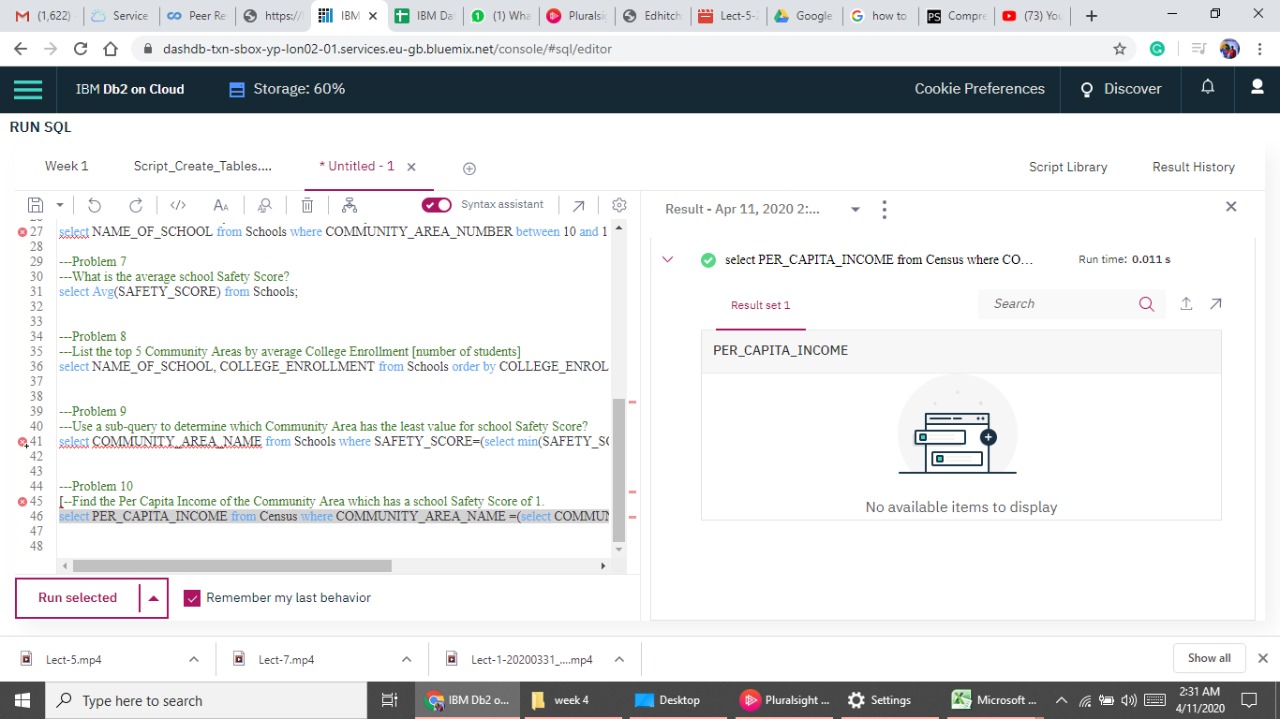 (1,622)
Service
Peer Re
https://
IBM
IBM Da
(1) Wha
Pluralsi
Edhitch
Lect-5-
Google
how to
Compre
(73) You
dashdb-txn-sbox-yp-lon02-01.services.eu-gb.bluemix.net/console/#sql/editor
IBM Db2 on Cloud
Storage: 60%
Cookie Preferences
Discover
RUN SQL
Week 1
Script_Create_Tables....
* Untitled - 1
Script Library
Result History
Syntax assistant
27 select NAME_OF_SCHOOL from Schools where COMMUNITY_AREA_NUMBER between 10 and 1
28
29 ---Problem 7
30 ---What is the average school Safety Score?
31 select Avg(SAFETY_SCORE) from Schools;
32
33
34 ---Problem 8
35 ---List the top 5 Community Areas by average College Enrollment [number of students]
36 select NAME_OF_SCHOOL, COLLEGE_ENROLLMENT from Schools order by COLLEGE_ENROL
37
38
39 ---Problem 9
40 ---Use a sub-query to determine which Community Area has the least value for school Safety Score?
41 select COMMUNITY_AREA_NAME from Schools where SAFETY_SCORE=(select min(SAFETY_SC
42
43
44 ---Problem 10
45 [--Find the Per Capita Income of the Community Area which has a school Safety Score of 1.
46 select PER_CAPITA_INCOME from Census where COMMUNITY_AREA_NAME =(select COMMUN
47
48
Run selected
Remember my last behavior
Result - Apr 11, 2020 2:...
select PER_CAPITA_INCOME from Census where CO...
Run time: 0.011 s
Result set 1
Search
PER_CAPITA_INCOME
No available items to display
Lect-5.mp4
Lect-7.mp4
Lect-1-20200331_....mp4
Show all
Type here to search
IBM Db2 o...
week 4
Desktop
Pluralsight ...
Settings
Microsoft ...
2:31 AM
4/11/2020